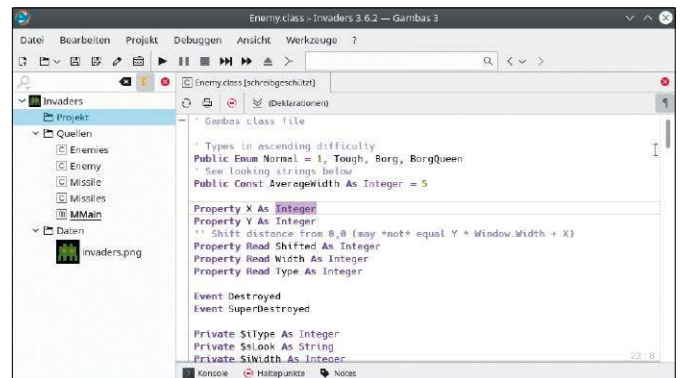 Enemy.class - Invaders 3.6.2 — Gambas 3
Datei Bearbeiten Projekt Debuggen Ansicht Werkzeuge ?
C Enemy.class [schreibgeschützt]
(Deklarationen)
Invaders
Projekt
Quellen
C Enemies
C Enemy
C Missile
C Missiles
M MMain
Daten
invaders.png
' Gambas class file
' Types in ascending difficulty
Public Enum Normal = 1, Tough, Borg, BorgQueen
' See looking strings below
Public Const AverageWidth As Integer = 5
Property X As Integer
Property Y As Integer
'' Shift distance from 0,0 (may *not* equal Y * Window.Width + X)
Property Read Shifted As Integer
Property Read Width As Integer
Property Read Type As Integer
Event Destroyed
Event SuperDestroyed
Private $iType As Integer
Private $sLook As String
Private $iWidth As Integer
22 : 8
Konsole Haltepunkte Notes